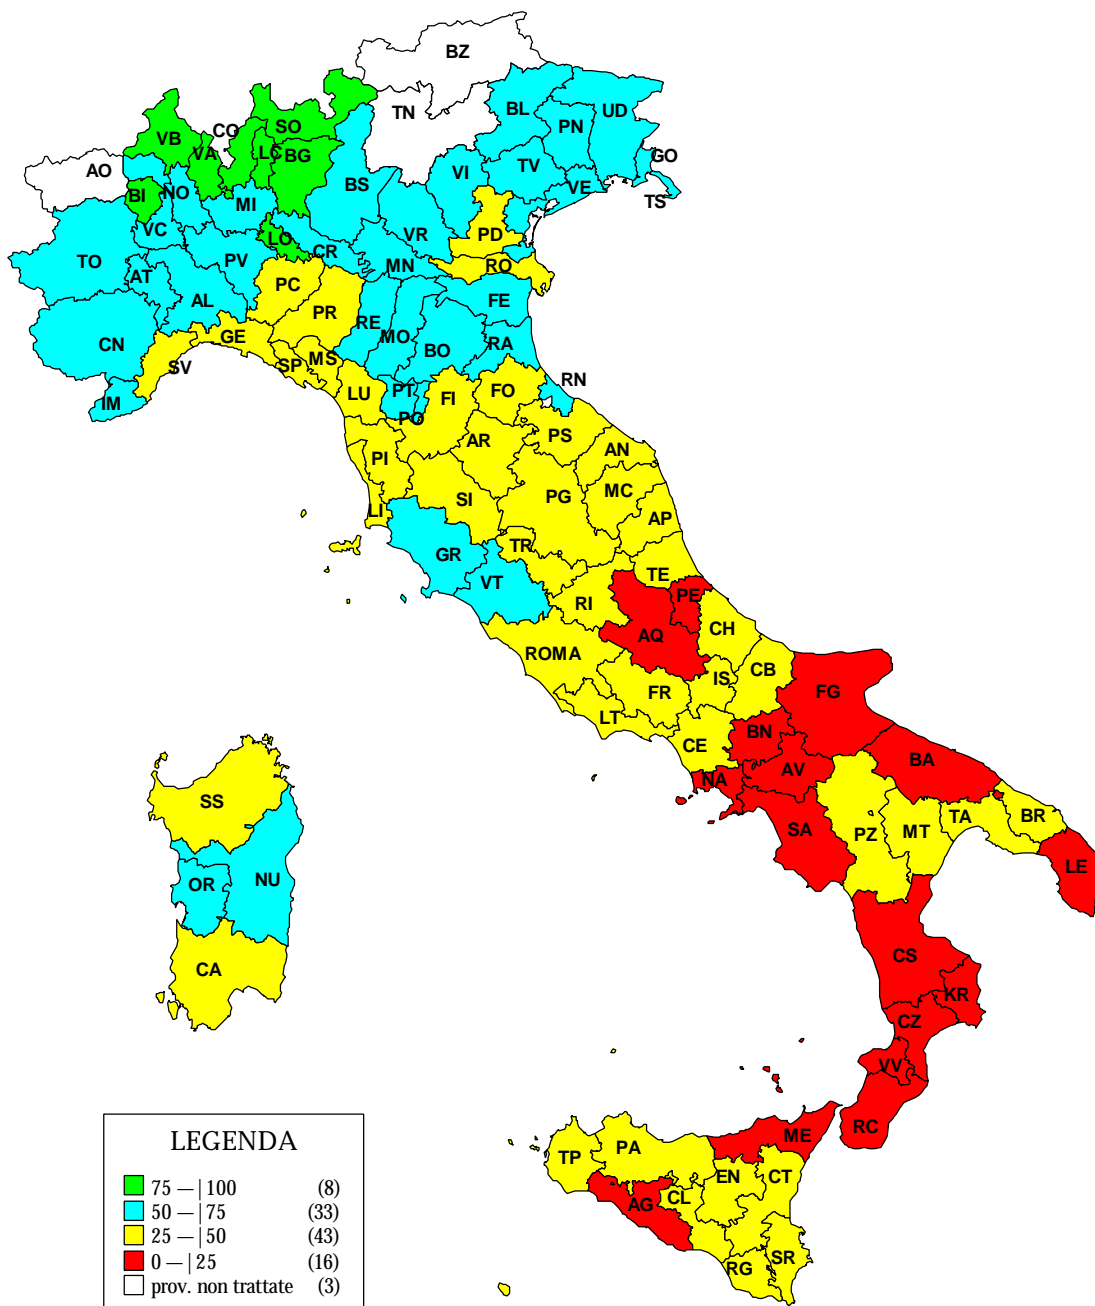 BZ
TN
BL
UD
PN
CO
SO
VB
VA
LC
BG
GO
AO
VI
TV
BS
VE
BI
NO
MI
TS
VC
LO
CR
VR
PD
TO
PV
MN
RO
AT
PC
AL
FE
PR
RE
GE
MO
RA
CN
BO
MS
SP
SV
RN
PT
LU
FI
FO
IM
PO
PS
AR
AN
PI
MC
SI
PG
LI
AP
TR
GR
TE
VT
PE
RI
CH
AQ
ROMA
CB
IS
FR
FG
LT
BN
CE
BA
AV
NA
SS
BR
TA
SA
MT
PZ
LE
OR
NU
CS
CA
KR
CZ
VV
RC
ME
PA
TP
EN
CT
CL
AG
SR
RG
LEGENDA
75 —| 100 (8)
50 —| 75 (33)
25 —| 50 (43)
0 —| 25 (16)
prov. non trattate (3)